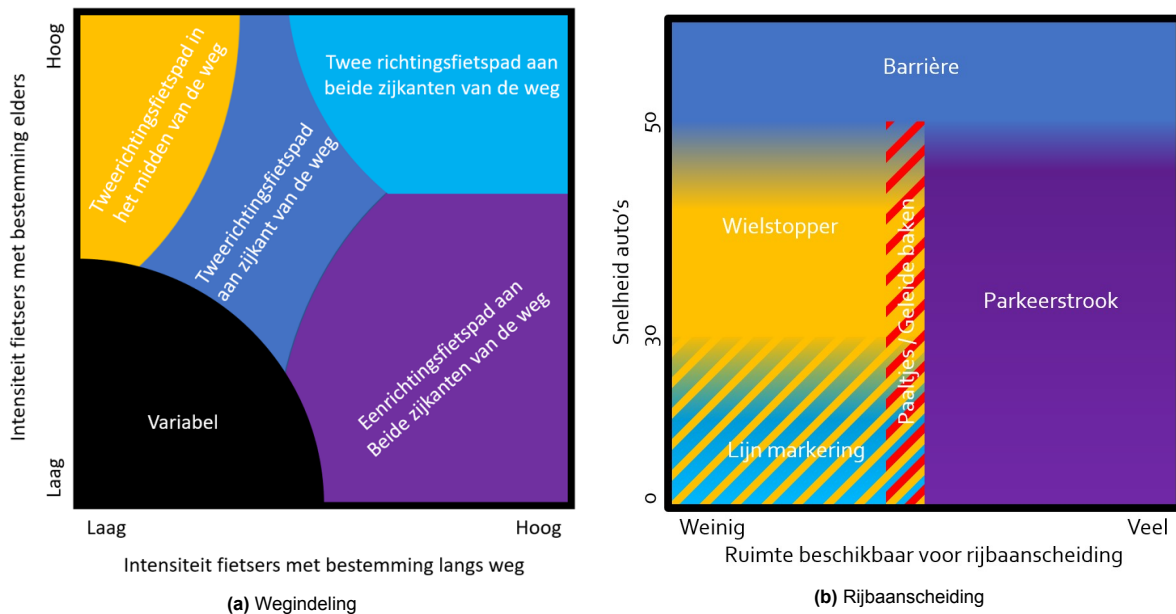 Hoog
Intensiteit fietsers met bestemming elders
Laag
Tweerichtingsfietspad in
het midden van de weg
Tweerichtingsfietspad
aan zijkant van de weg
Twee richtingsfietspad aan
beide zijkanten van de weg
Eenrichtingsfietspad aan
Beide zijkanten van de weg
Variabel
Laag
Hoog
Intensiteit fietsers met bestemming langs weg
(a) Wegindeling
Snelheid auto's
50
30
0
Barrière
Wielstopper
Paaltjes / Geleide baken
Parkeerstrook
Lijn markering
Weinig
Veel
Ruimte beschikbaar voor rijbaanscheiding
(b) Rijbaanscheiding